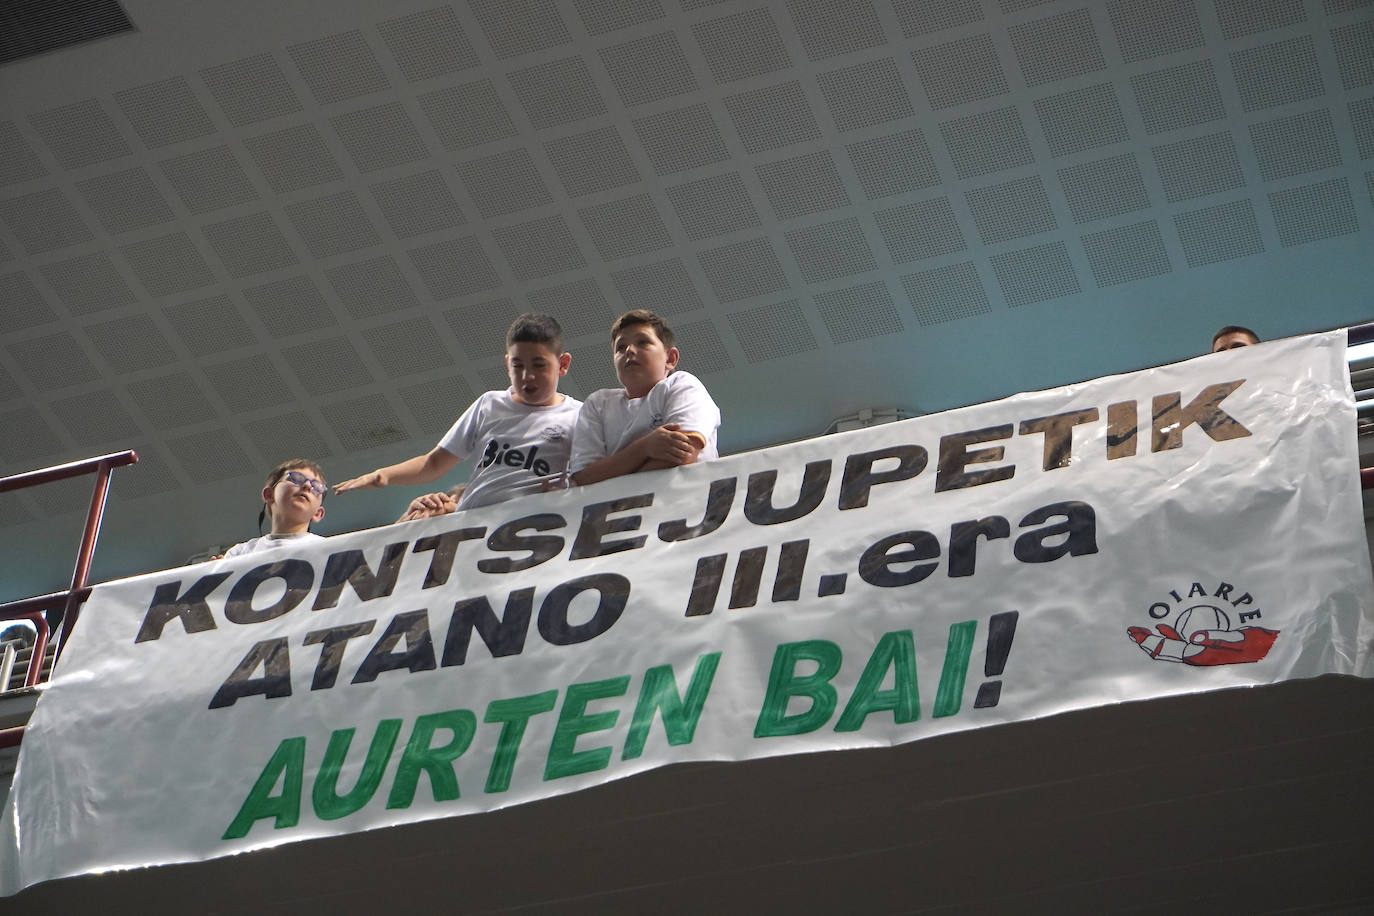 Biele
KONTSEJUPETIK
ATANO III.era
AURTEN BAI!
OIARPE